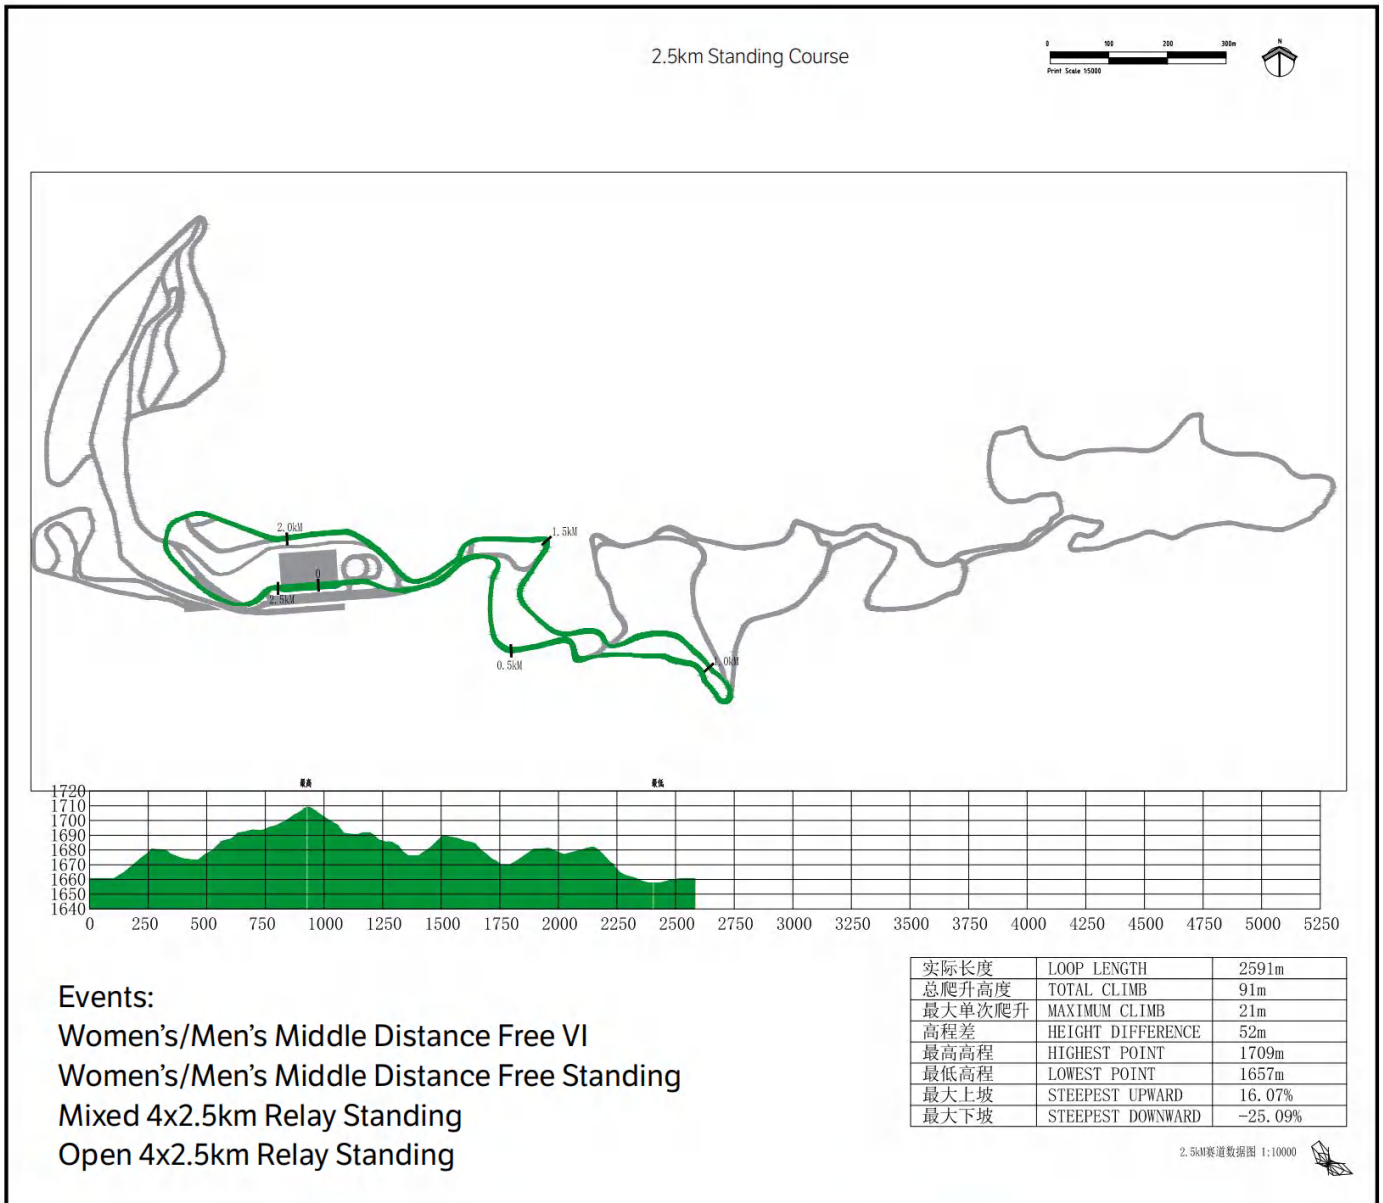 2.5km Standing Course
0 100 200 300m
Print Scale 1:5000
N
2.0kM
1.5kM
0
2.5kM
0.5kM
1.0kM
最高 最低
1720
1710
1700
1690
1680
1670
1660
1650
1640
0 250 500 750 1000 1250 1500 1750 2000 2250 2500 2750 3000 3250 3500 3750 4000 4250 4500 4750 5000 5250
Events:
Women's/Men's Middle Distance Free VI
Women's/Men's Middle Distance Free Standing
Mixed 4x2.5km Relay Standing
Open 4x2.5km Relay Standing
实际长度 LOOP LENGTH 2591m
总爬升高度 TOTAL CLIMB 91m
最大单次爬升 MAXIMUM CLIMB 21m
高程差 HEIGHT DIFFERENCE 52m
最高高程 HIGHEST POINT 1709m
最低高程 LOWEST POINT 1657m
最大上坡 STEEPEST UPWARD 16.07%
最大下坡 STEEPEST DOWNWARD -25.09%
2.5kM赛道数据图 1:10000